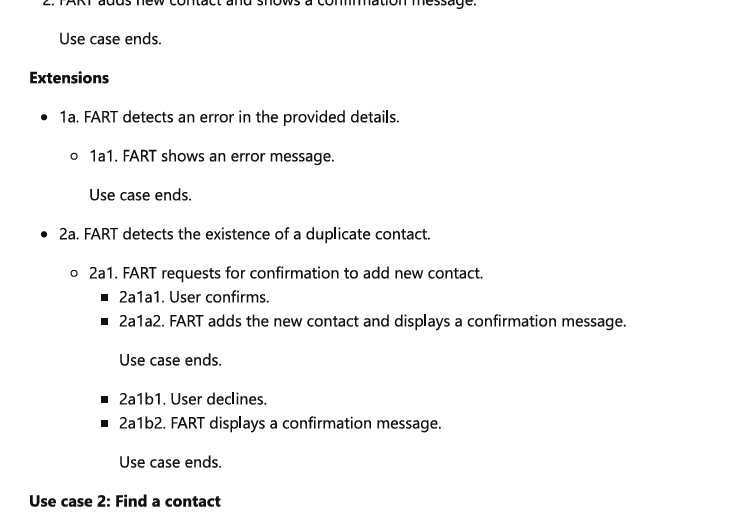 2. FART adds new contact and shows a confirmation message.
Use case ends.
Extensions
1a. FART detects an error in the provided details.
1a1. FART shows an error message.
Use case ends.
2a. FART detects the existence of a duplicate contact.
2a1. FART requests for confirmation to add new contact.
2a1a1. User confirms.
2a1a2. FART adds the new contact and displays a confirmation message.
Use case ends.
2a1b1. User declines.
2a1b2. FART displays a confirmation message.
Use case ends.
Use case 2: Find a contact